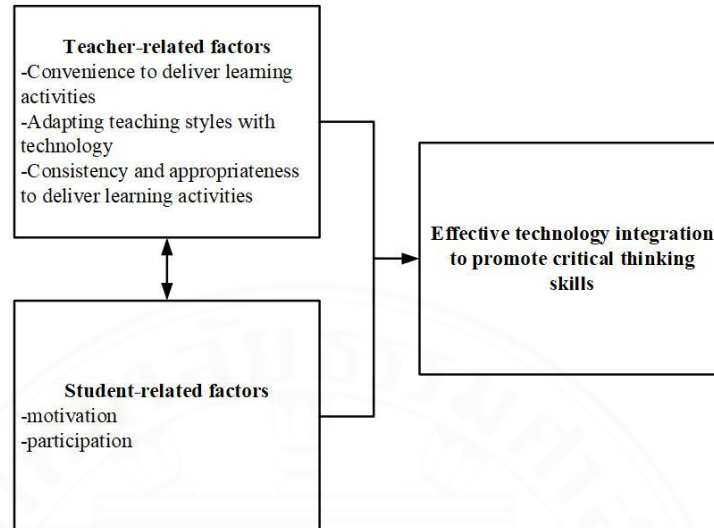 Teacher-related factors
-Convenience to deliver learning
activities
-Adapting teaching styles with
technology
-Consistency and appropriateness
to deliver learning activities
Effective technology integration
to promote critical thinking
skills
Student-related factors
-motivation
-participation